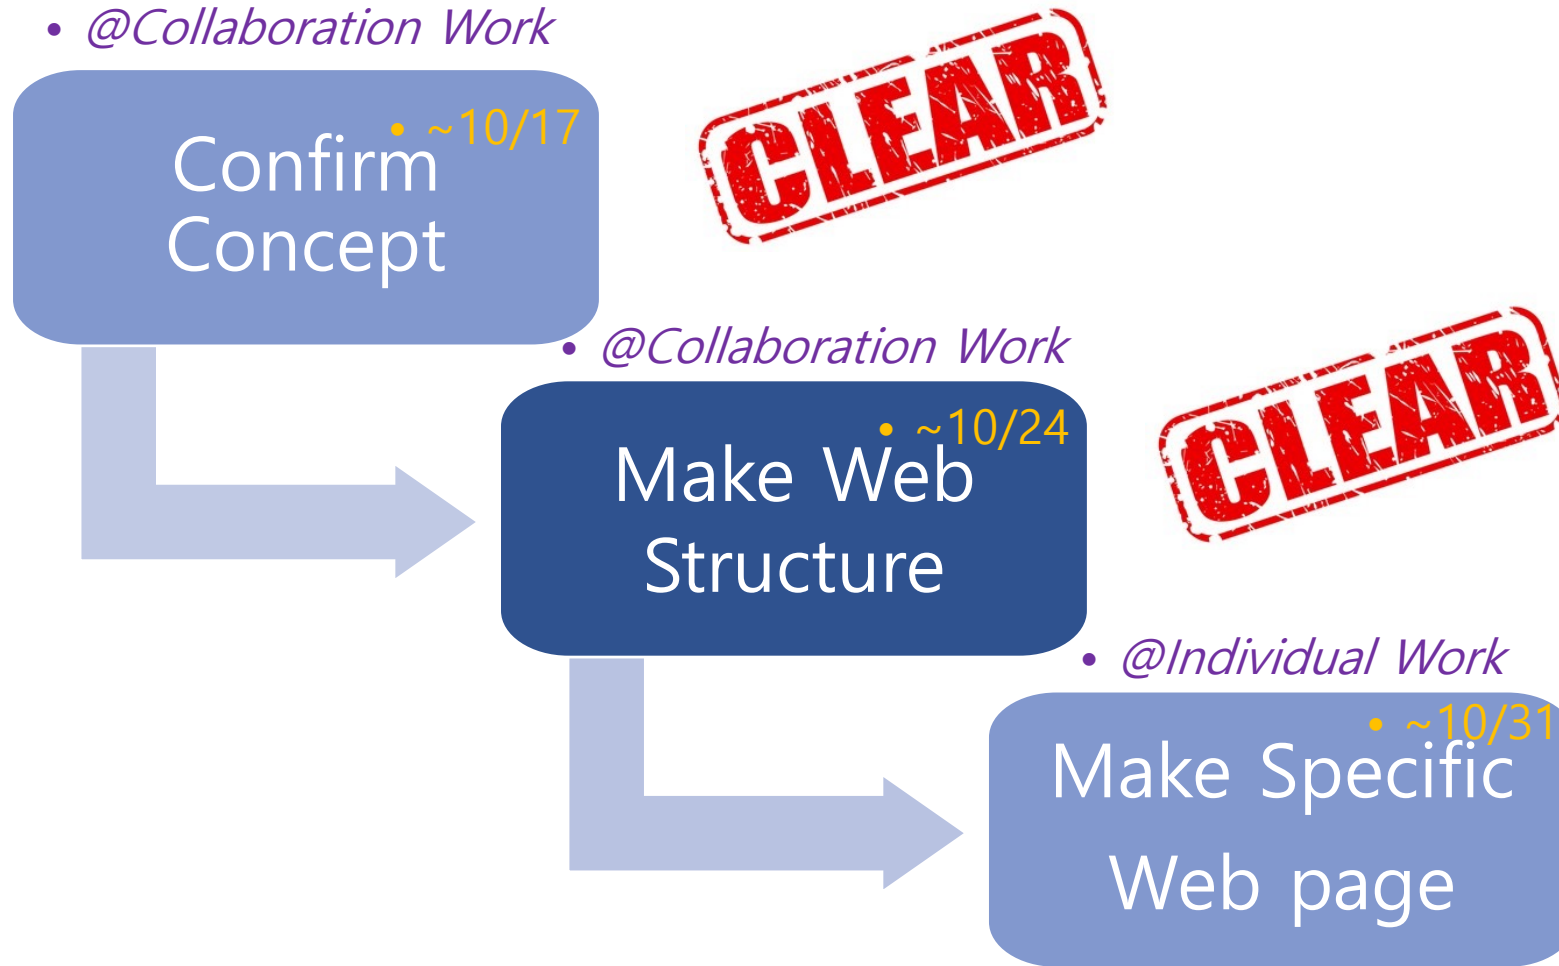 • @Collaboration Work
• ~10/17
Confirm
Concept
CLEAR
• @Collaboration Work
• ~10/24
Make Web
Structure
CLEAR
• @Individual Work
• ~10/31
Make Specific
Web page